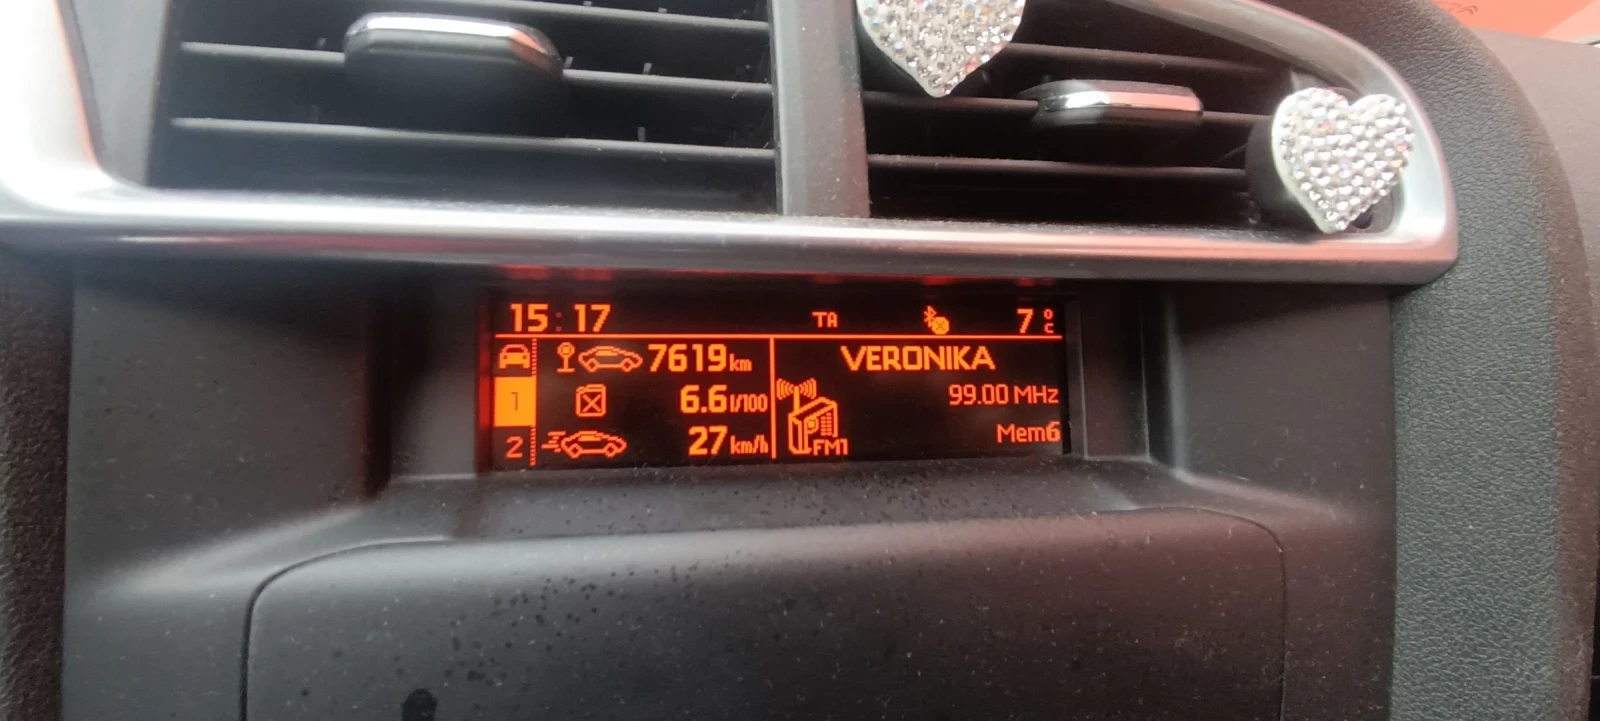 15:17 TA 7°C
7619 km
1 6.6 l/100
2 27 km/h
VERONIKA
99.00 MHz
Mem6
FM1